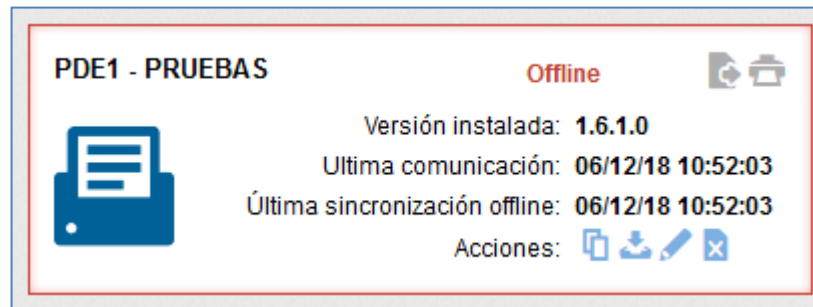 PDE1 - PRUEBAS Offline
Versión instalada: 1.6.1.0
Ultima comunicación: 06/12/18 10:52:03
Última sincronización offline: 06/12/18 10:52:03
Acciones: